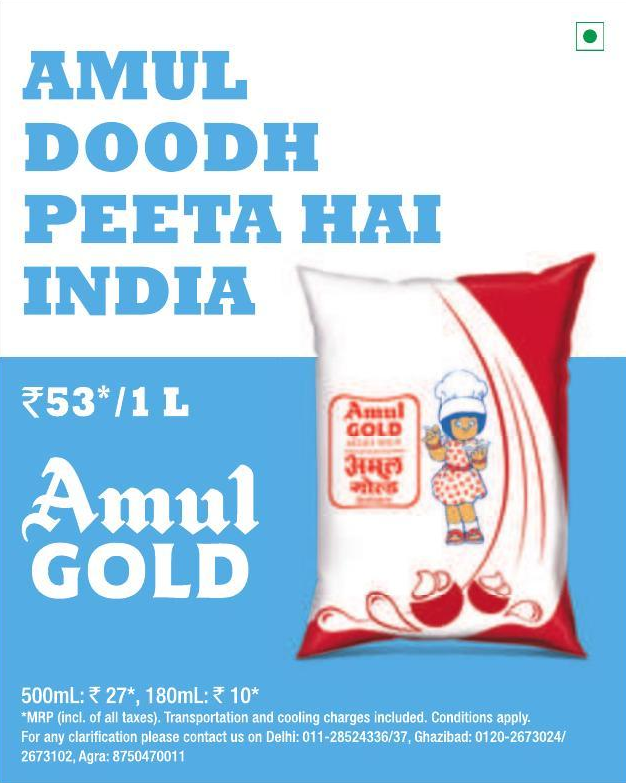 AMUL
DOODH
PEETA HAI
INDIA
₹53*/1 L
Amul
GOLD
Amul
GOLD
अमूल
गोल्ड
500mL: ₹ 27*, 180mL: ₹ 10*
*MRP (incl. of all taxes). Transportation and cooling charges included. Conditions apply.
For any clarification please contact us on Delhi: 011-28524336/37, Ghazibad: 0120-2673024/
2673102, Agra: 8750470011